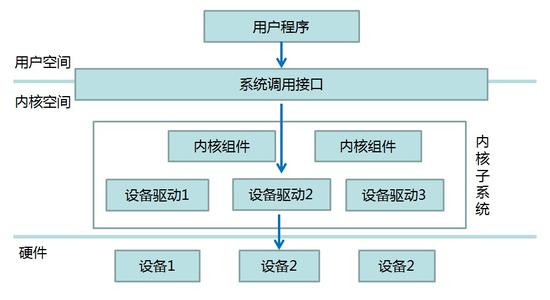 用户程序
用户空间
系统调用接口
内核空间
内核组件
内核组件
内核子系统
设备驱动1
设备驱动2
设备驱动3
硬件
设备1
设备2
设备2